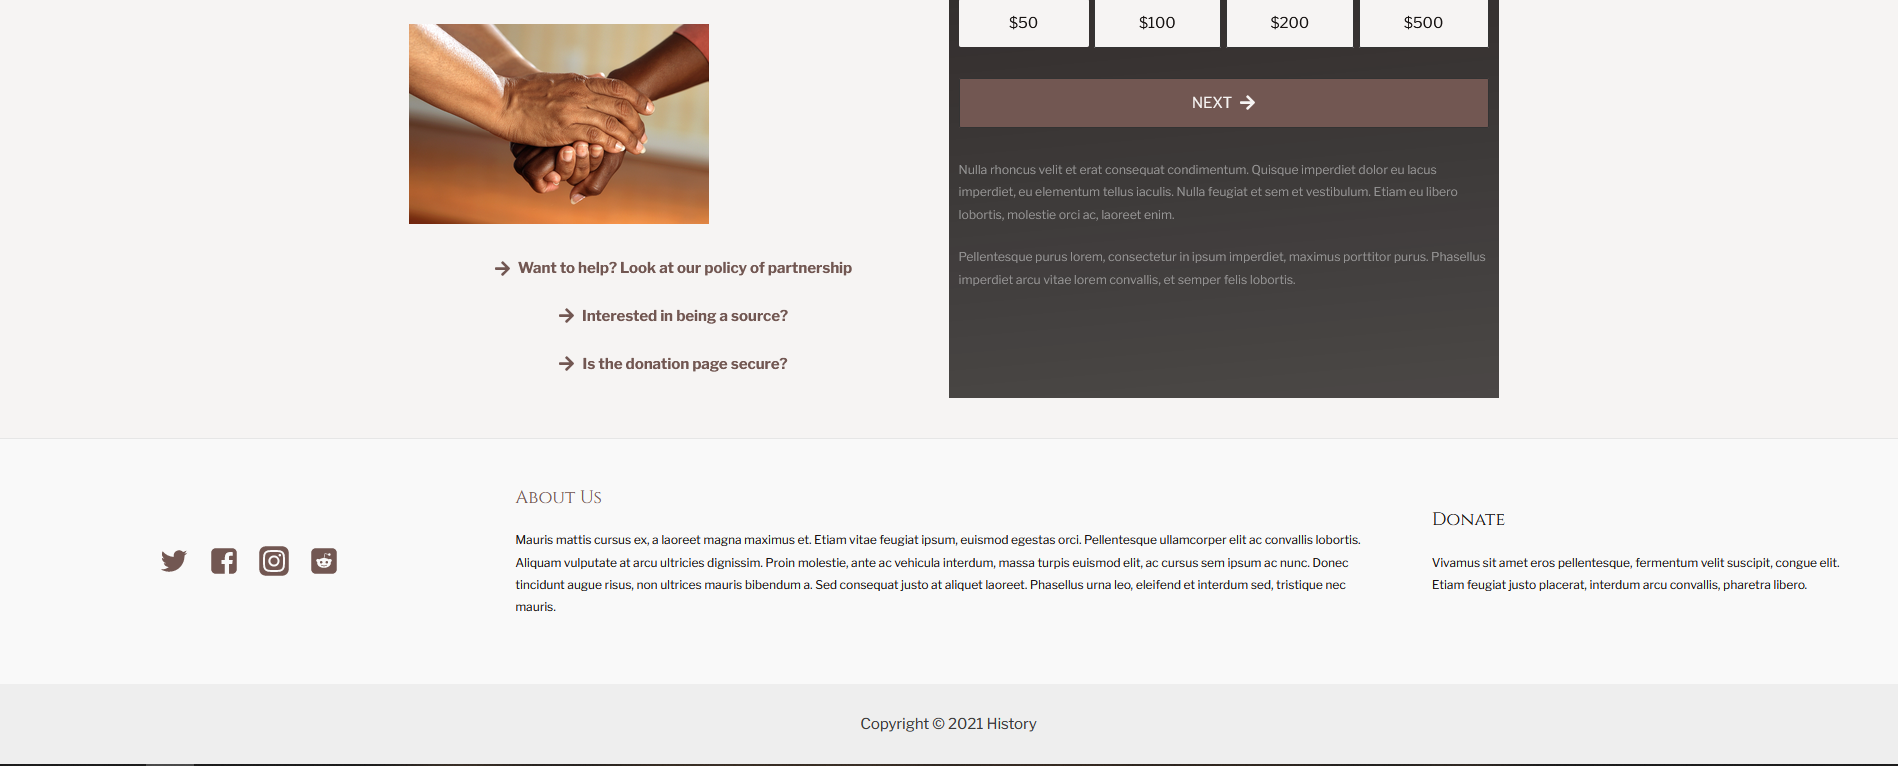 $50
$100
$200
$500
NEXT
Nulla rhoncus velit et erat consequat condimentum. Quisque imperdiet dolor eu lacus
imperdiet, eu elementum tellus iaculis. Nulla feugiat et sem et vestibulum. Etiam eu libero
lobortis, molestie orci ac, laoreet enim.
Pellentesque purus lorem, consectetur in ipsum imperdiet, maximus porttitor purus. Phasellus
imperdiet arcu vitae lorem convallis, et semper felis lobortis.
Want to help? Look at our policy of partnership
Interested in being a source?
Is the donation page secure?
About Us
Mauris mattis cursus ex, a laoreet magna maximus et. Etiam vitae feugiat ipsum, euismod egestas orci. Pellentesque ullamcorper elit ac convallis lobortis.
Aliquam vulputate at arcu ultricies dignissim. Proin molestie, ante ac vehicula interdum, massa turpis euismod elit, ac cursus sem ipsum ac nunc. Donec
tincidunt augue risus, non ultrices mauris bibendum a. Sed consequat justo at aliquet laoreet. Phasellus urna leo, eleifend et interdum sed, tristique nec
mauris.
Donate
Vivamus sit amet eros pellentesque, fermentum velit suscipit, congue elit.
Etiam feugiat justo placerat, interdum arcu convallis, pharetra libero.
Copyright © 2021 History